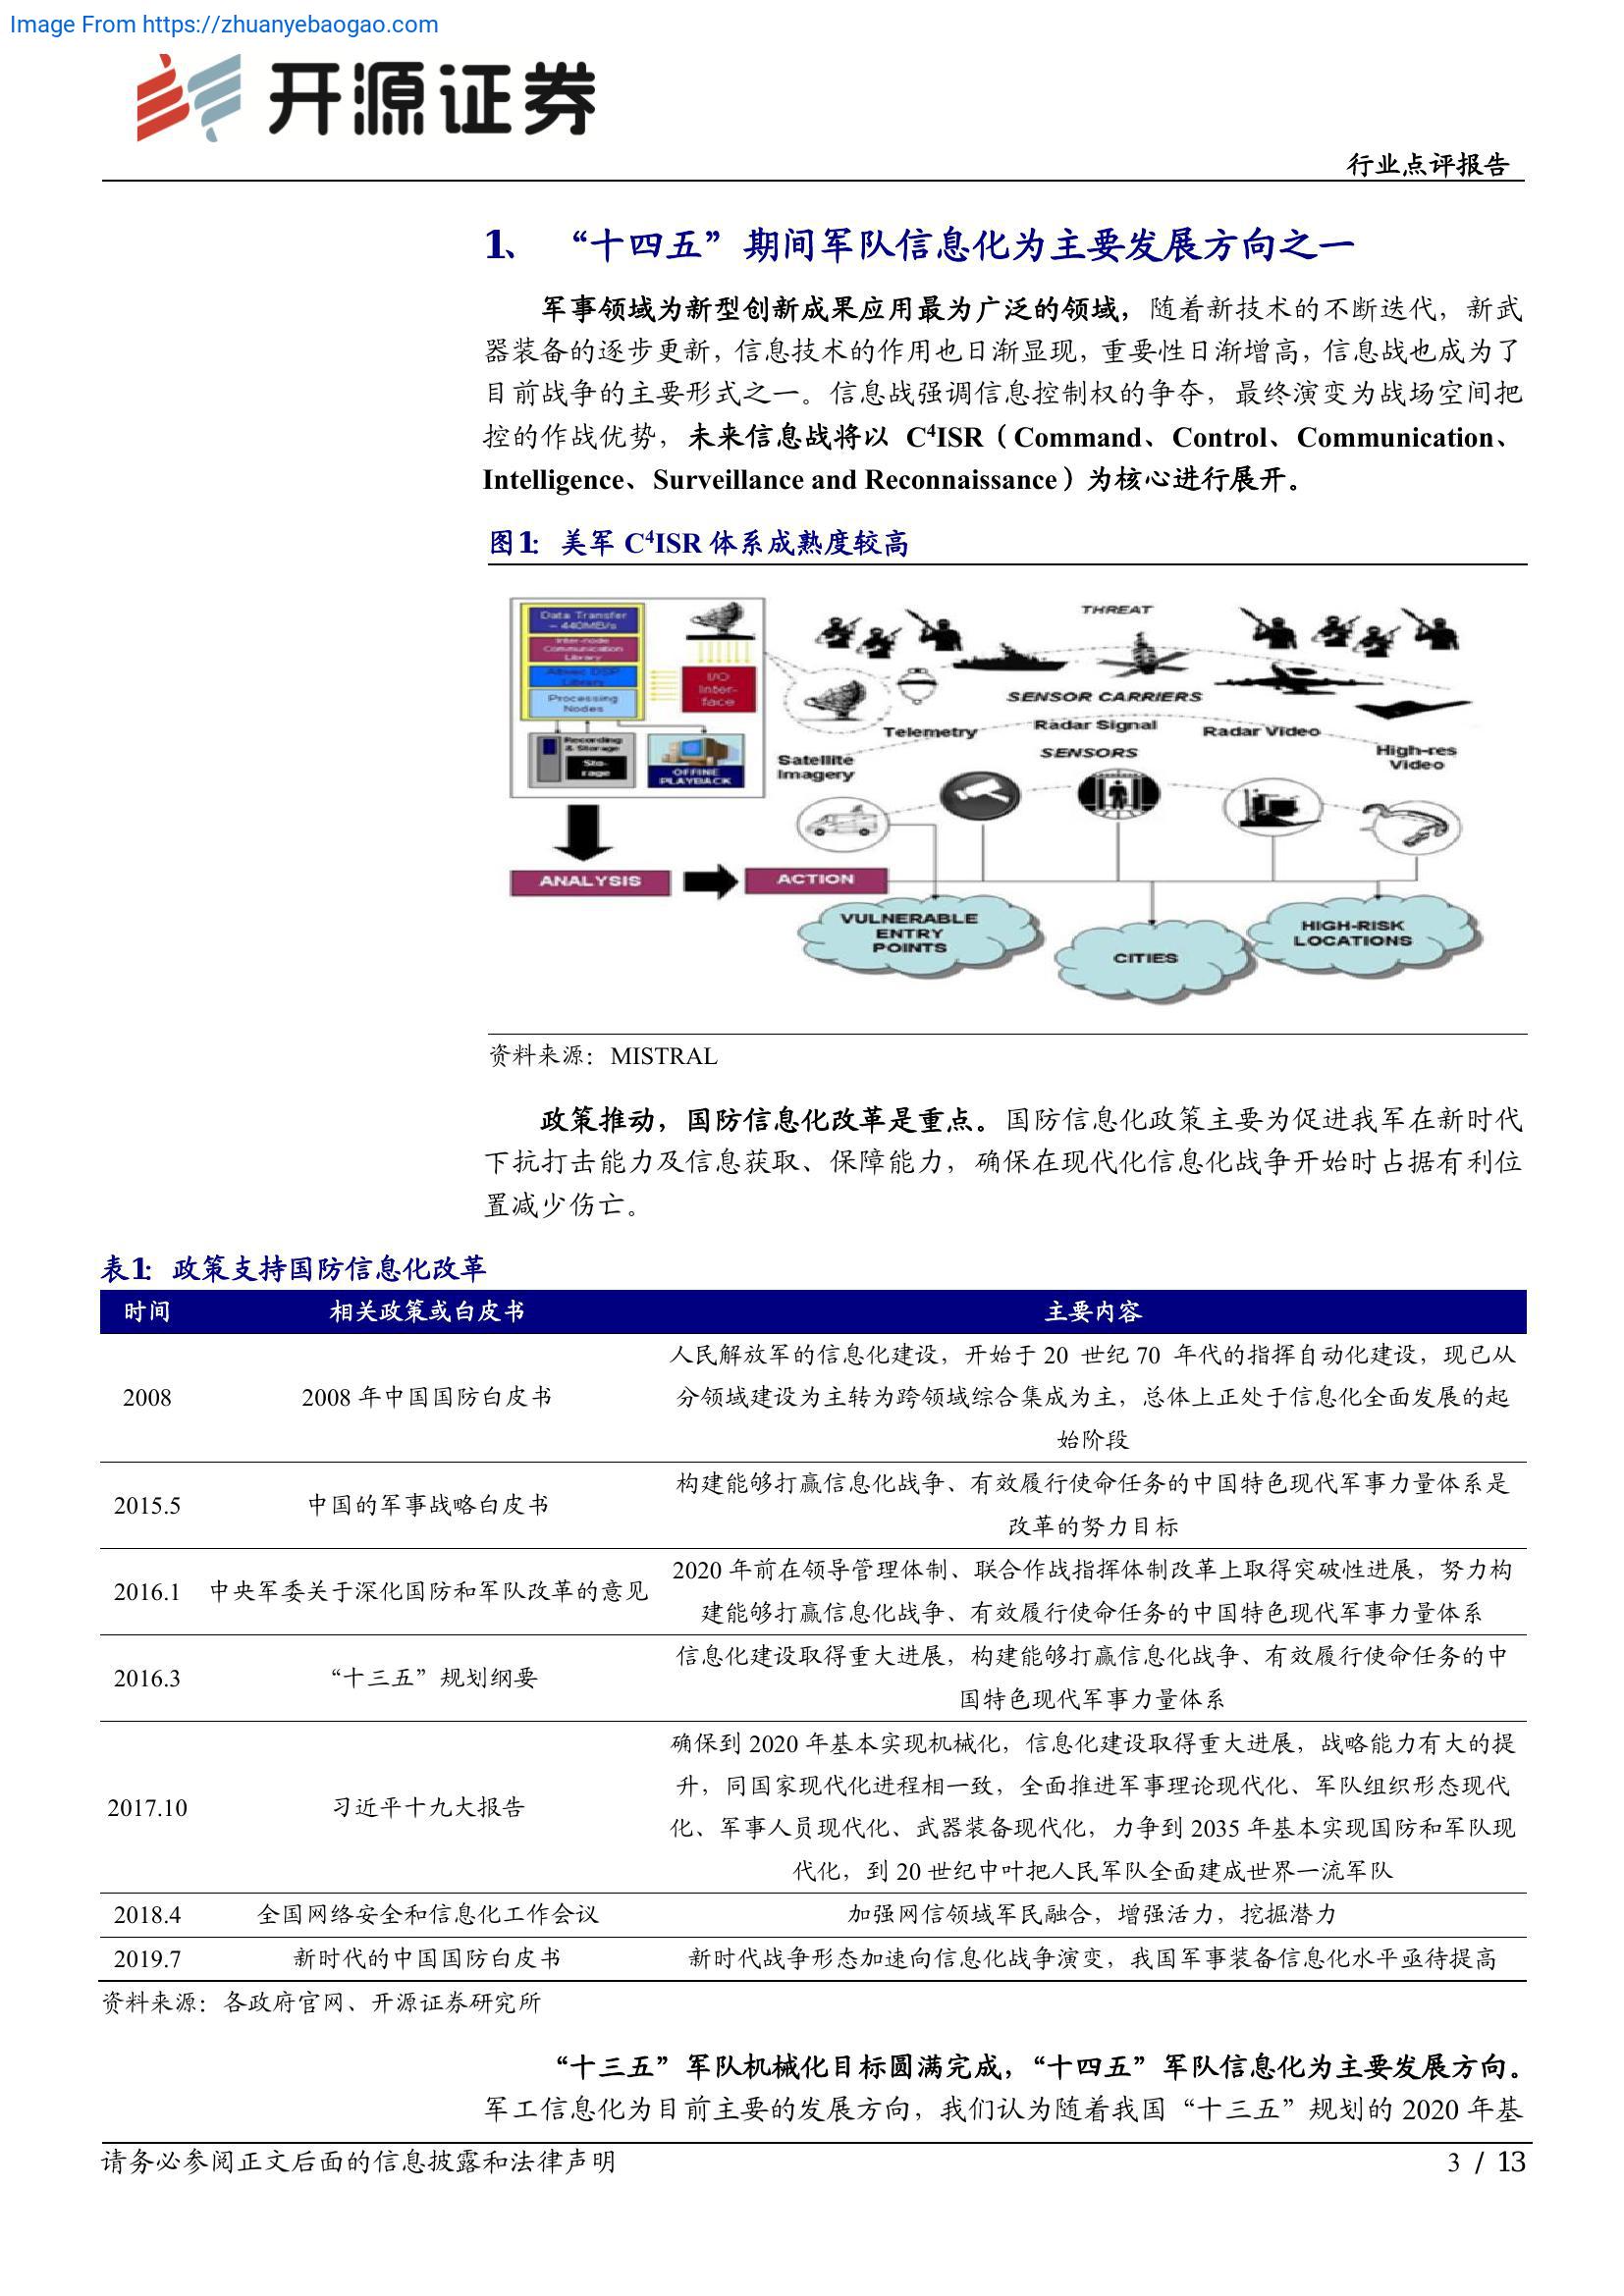 Image From https://zhuanyebaogao.com
开源证券
行业点评报告
1、 “十四五”期间军队信息化为主要发展方向之一
军事领域为新型创新成果应用最为广泛的领域，随着新技术的不断迭代，新武
器装备的逐步更新，信息技术的作用也日渐显现，重要性日渐增高，信息战也成为了
目前战争的主要形式之一。信息战强调信息控制权的争夺，最终演变为战场空间把
控的作战优势，未来信息战将以 C⁴ISR（Command、Control、Communication、
Intelligence、Surveillance and Reconnaissance）为核心进行展开。
图1： 美军 C⁴ISR 体系成熟度较高
Data Transfer
~ 440MB/s
Inter-node
Communication
Library
Library
Processing
Nodes
I/O
Inter-
face
Recording
& Storage
Sto-
rage
OFFINE
PLAYBACK
THREAT
SENSOR CARRIERS
Telemetry
Radar Signal
Radar Video
SENSORS
High-res
Video
Satellite
Imagery
ANALYSIS
ACTION
VULNERABLE
ENTRY
POINTS
CITIES
HIGH-RISK
LOCATIONS
资料来源：MISTRAL
政策推动，国防信息化改革是重点。国防信息化政策主要为促进我军在新时代
下抗打击能力及信息获取、保障能力，确保在现代化信息化战争开始时占据有利位
置减少伤亡。
表1： 政策支持国防信息化改革
时间 相关政策或白皮书 主要内容
人民解放军的信息化建设，开始于 20 世纪 70 年代的指挥自动化建设，现已从
2008 2008 年中国国防白皮书 分领域建设为主转为跨领域综合集成为主，总体上正处于信息化全面发展的起
始阶段
构建能够打赢信息化战争、有效履行使命任务的中国特色现代军事力量体系是
2015.5 中国的军事战略白皮书
改革的努力目标
2020 年前在领导管理体制、联合作战指挥体制改革上取得突破性进展，努力构
2016.1 中央军委关于深化国防和军队改革的意见
建能够打赢信息化战争、有效履行使命任务的中国特色现代军事力量体系
信息化建设取得重大进展，构建能够打赢信息化战争、有效履行使命任务的中
2016.3 “十三五”规划纲要
国特色现代军事力量体系
确保到 2020 年基本实现机械化，信息化建设取得重大进展，战略能力有大的提
升，同国家现代化进程相一致，全面推进军事理论现代化、军队组织形态现代
2017.10 习近平十九大报告
化、军事人员现代化、武器装备现代化，力争到 2035 年基本实现国防和军队现
代化，到 20 世纪中叶把人民军队全面建成世界一流军队
2018.4 全国网络安全和信息化工作会议 加强网信领域军民融合，增强活力，挖掘潜力
2019.7 新时代的中国国防白皮书 新时代战争形态加速向信息化战争演变，我国军事装备信息化水平亟待提高
资料来源：各政府官网、开源证券研究所
“十三五”军队机械化目标圆满完成，“十四五”军队信息化为主要发展方向。
军工信息化为目前主要的发展方向，我们认为随着我国“十三五”规划的 2020 年基
请务必参阅正文后面的信息披露和法律声明
3 / 13